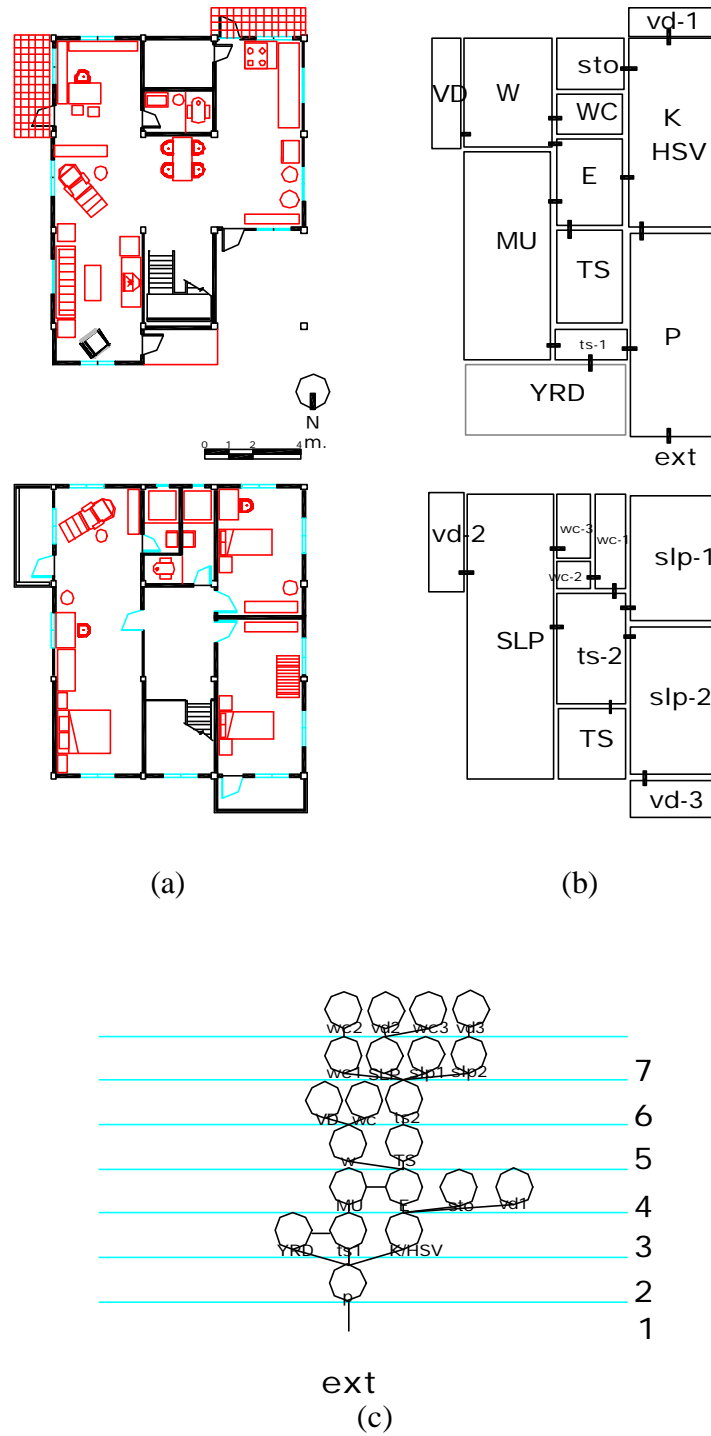 vd-1
sto
VD
W
WC
K
HSV
E
MU
TS
P
ts-1
YRD
ext
N
0 1 2 4
m.
vd-2
wc-3
wc-1
slp-1
wc-2
SLP
ts-2
slp-2
TS
vd-3
(a)
(b)
wc2 vd2 wc3 vd3
wc1 SLP slp1 slp2
7
VD wc ts2
6
w TS
5
MU E sto vd1
4
YRD ts1 K/HSV
3
p
2
1
ext
(c)